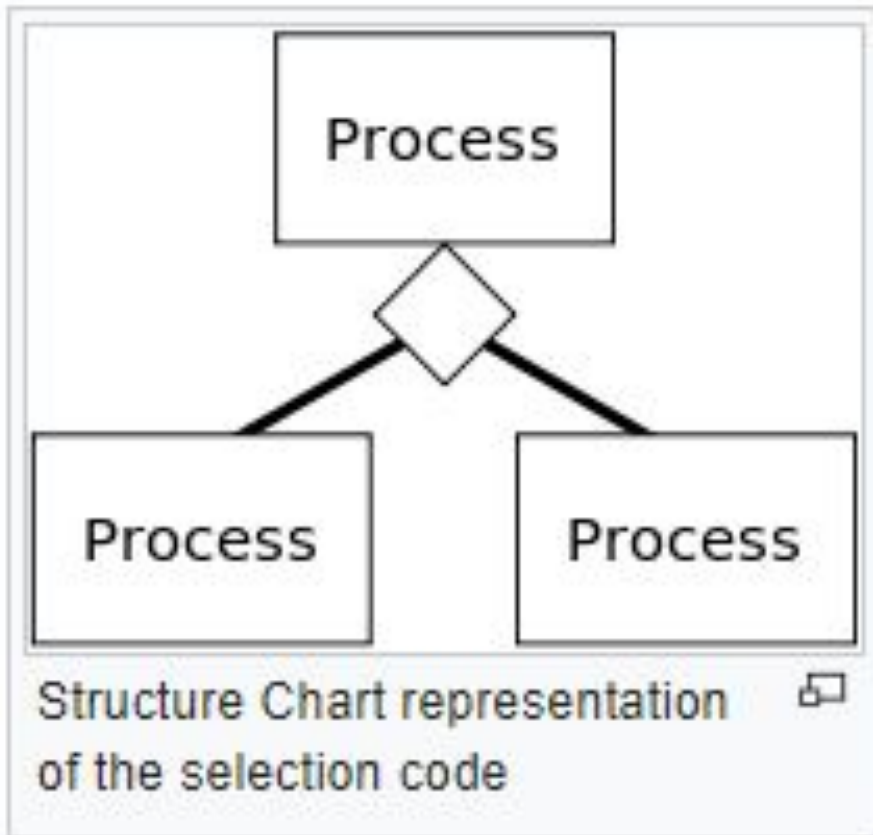 Process
Process
Process
Structure Chart representation
of the selection code